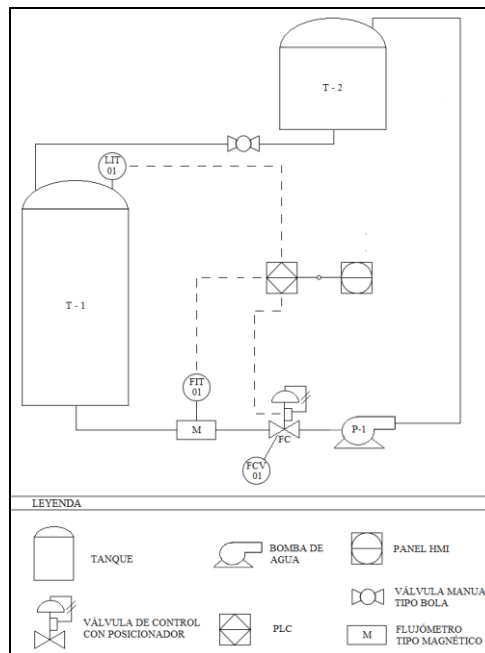 T - 2
LIT
01
T - 1
FIT
01
M
FC
P-1
FCV
01
LEYENDA
TANQUE
BOMBA DE
AGUA
PANEL HMI
VÁLVULA DE CONTROL
CON POSICIONADOR
PLC
VÁLVULA MANUA
TIPO BOLA
M
FLUJÓMETRO
TIPO MAGNÉTICO